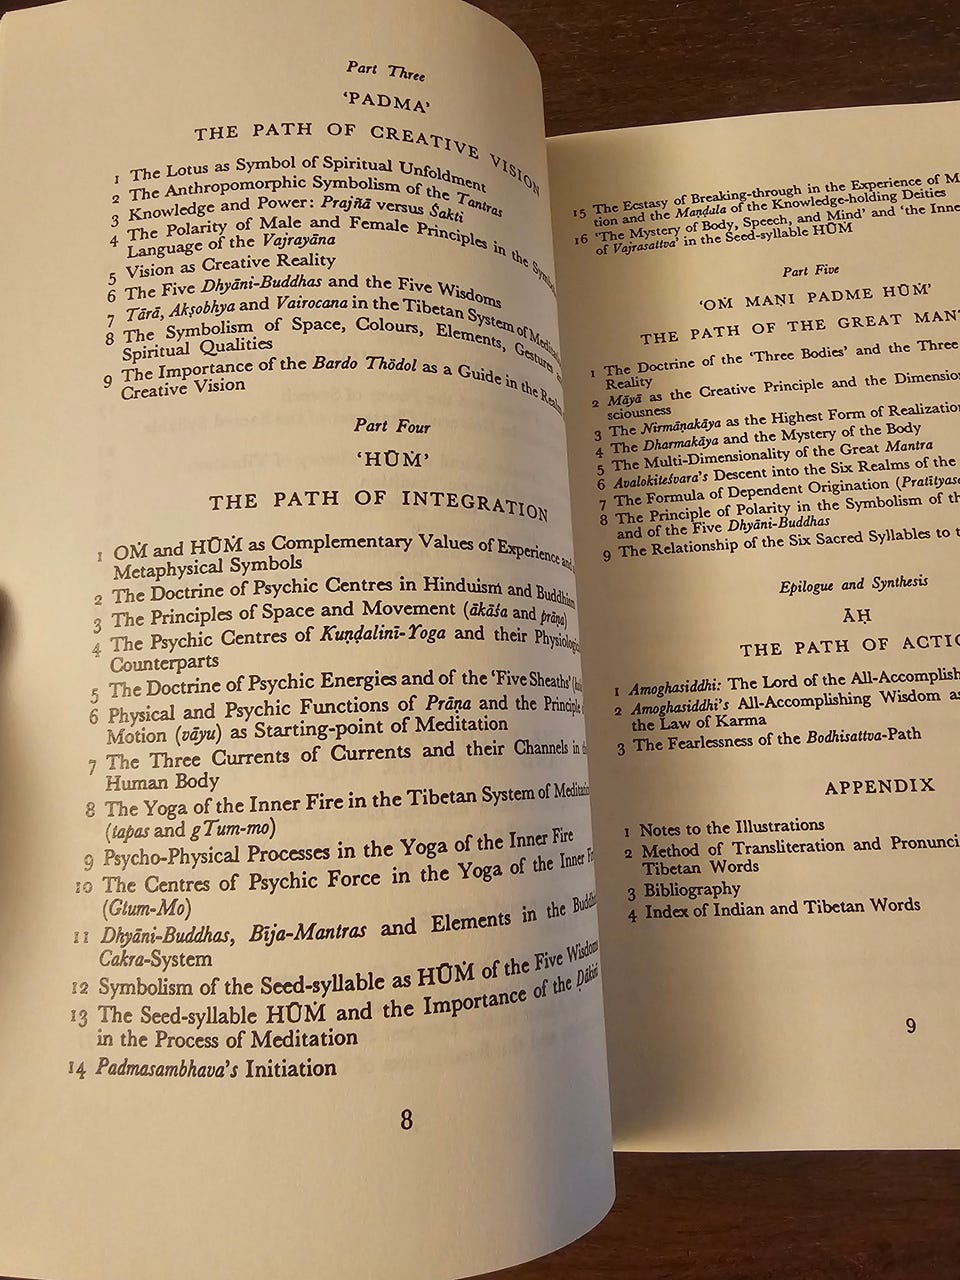 Part Three
‘PADMA’
THE PATH OF CREATIVE VISION
1 The Lotus as Symbol of Spiritual Unfoldment
2 The Anthropomorphic Symbolism of the Tantras
3 Knowledge and Power: Prajñā versus Śakti
4 The Polarity of Male and Female Principles in the
Language of the Vajrayāna
5 Vision as Creative Reality
6 The Five Dhyāni-Buddhas and the Five Wisdoms
7 Tārā, Akṣobhya and Vairocana in the Tibetan System of
8 The Symbolism of Space, Colours, Elements, Gestures
Spiritual Qualities
9 The Importance of the Bardo Thödol as a Guide in the Realm
Creative Vision
Part Four
‘HŪṀ’
THE PATH OF INTEGRATION
1 OṀ and HŪṀ as Complementary Values of Experience and
Metaphysical Symbols
2 The Doctrine of Psychic Centres in Hinduism and Buddhism
3 The Principles of Space and Movement (ākāśa and prāṇa)
4 The Psychic Centres of Kuṇḍalinī-Yoga and their
Counterparts
5 The Doctrine of Psychic Energies and of the ‘Five Sheaths’
6 Physical and Psychic Functions of Prāṇa and the Principle
Motion (vāyu) as Starting-point of Meditation
7 The Three Currents of Currents and their Channels in
Human Body
8 The Yoga of the Inner Fire in the Tibetan System of
(tapas and gTum-mo)
9 Psycho-Physical Processes in the Yoga of the Inner Fire
10 The Centres of Psychic Force in the Yoga of the Inner
(Gtum-Mo)
11 Dhyāni-Buddhas, Bīja-Mantras and Elements in the
Cakra-System
12 Symbolism of the Seed-syllable as HŪṀ of the Five Wisdoms
13 The Seed-syllable HŪṀ and the Importance of the
in the Process of Meditation
14 Padmasambhava’s Initiation
8
15 The Ecstasy of Breaking-through in the Experience of
tion and the Maṇḍala of the Knowledge-holding Deities
16 ‘The Mystery of Body, Speech, and Mind’ and ‘the Inner
of Vajrasattva’ in the Seed-syllable HŪṀ
Part Five
‘OṀ MAṆI PADME HŪṀ’
THE PATH OF THE GREAT
1 The Doctrine of the ‘Three Bodies’ and the Three
Reality
2 Māyā as the Creative Principle and the
sciousness
3 The Nirmāṇakāya as the Highest Form of
4 The Dharmakāya and the Mystery of the Body
5 The Multi-Dimensionality of the Great Mantra
6 Avalokiteśvara’s Descent into the Six Realms of the
7 The Formula of Dependent Origination
8 The Principle of Polarity in the Symbolism of
and of the Five Dhyāni-Buddhas
9 The Relationship of the Six Sacred Syllables to
Epilogue and Synthesis
ĀḤ
THE PATH OF
1 Amoghasiddhi: The Lord of the
2 Amoghasiddhi’s All-Accomplishing Wisdom
the Law of Karma
3 The Fearlessness of the Bodhisattva-Path
APPENDIX
1 Notes to the Illustrations
2 Method of Transliteration and
Tibetan Words
3 Bibliography
4 Index of Indian and Tibetan Words
9